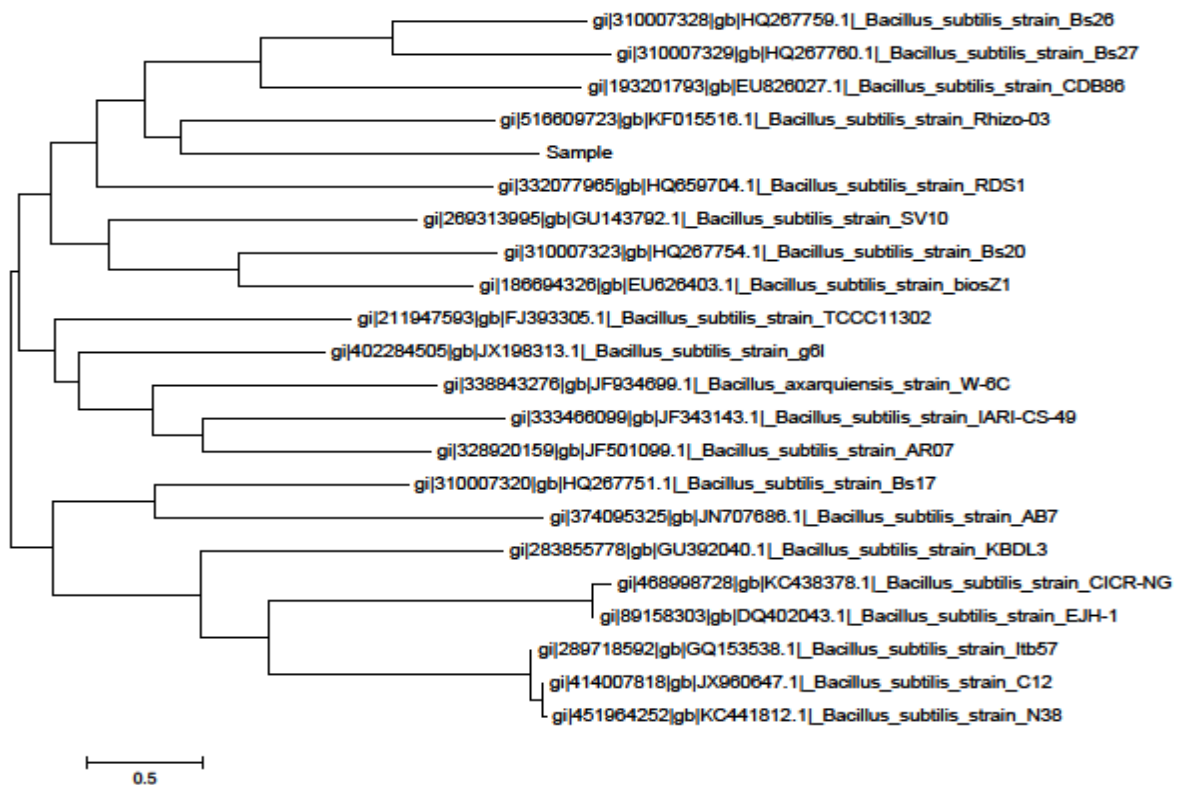 gi|310007328|gb|HQ267759.1|_Bacillus_subtilis_strain_Bs26
gi|310007329|gb|HQ267760.1|_Bacillus_subtilis_strain_Bs27
gi|193201793|gb|EU826027.1|_Bacillus_subtilis_strain_CDB86
gi|516609723|gb|KF015516.1|_Bacillus_subtilis_strain_Rhizo-03
Sample
gi|332077965|gb|HQ659704.1|_Bacillus_subtilis_strain_RDS1
gi|269313995|gb|GU143792.1|_Bacillus_subtilis_strain_SV10
gi|310007323|gb|HQ267754.1|_Bacillus_subtilis_strain_Bs20
gi|186694326|gb|EU626403.1|_Bacillus_subtilis_strain_biosZ1
gi|211947593|gb|FJ393305.1|_Bacillus_subtilis_strain_TCCC11302
gi|402284505|gb|JX198313.1|_Bacillus_subtilis_strain_g6I
gi|338843276|gb|JF934699.1|_Bacillus_axarquiensis_strain_W-6C
gi|333466099|gb|JF343143.1|_Bacillus_subtilis_strain_IARI-CS-49
gi|328920159|gb|JF501099.1|_Bacillus_subtilis_strain_AR07
gi|310007320|gb|HQ267751.1|_Bacillus_subtilis_strain_Bs17
gi|374095325|gb|JN707686.1|_Bacillus_subtilis_strain_AB7
gi|283855778|gb|GU392040.1|_Bacillus_subtilis_strain_KBDL3
gi|468998728|gb|KC438378.1|_Bacillus_subtilis_strain_CICR-NG
gi|89158303|gb|DQ402043.1|_Bacillus_subtilis_strain_EJH-1
gi|289718592|gb|GQ153538.1|_Bacillus_subtilis_strain_Itb57
gi|414007818|gb|JX960647.1|_Bacillus_subtilis_strain_C12
gi|451964252|gb|KC441812.1|_Bacillus_subtilis_strain_N38
0.5